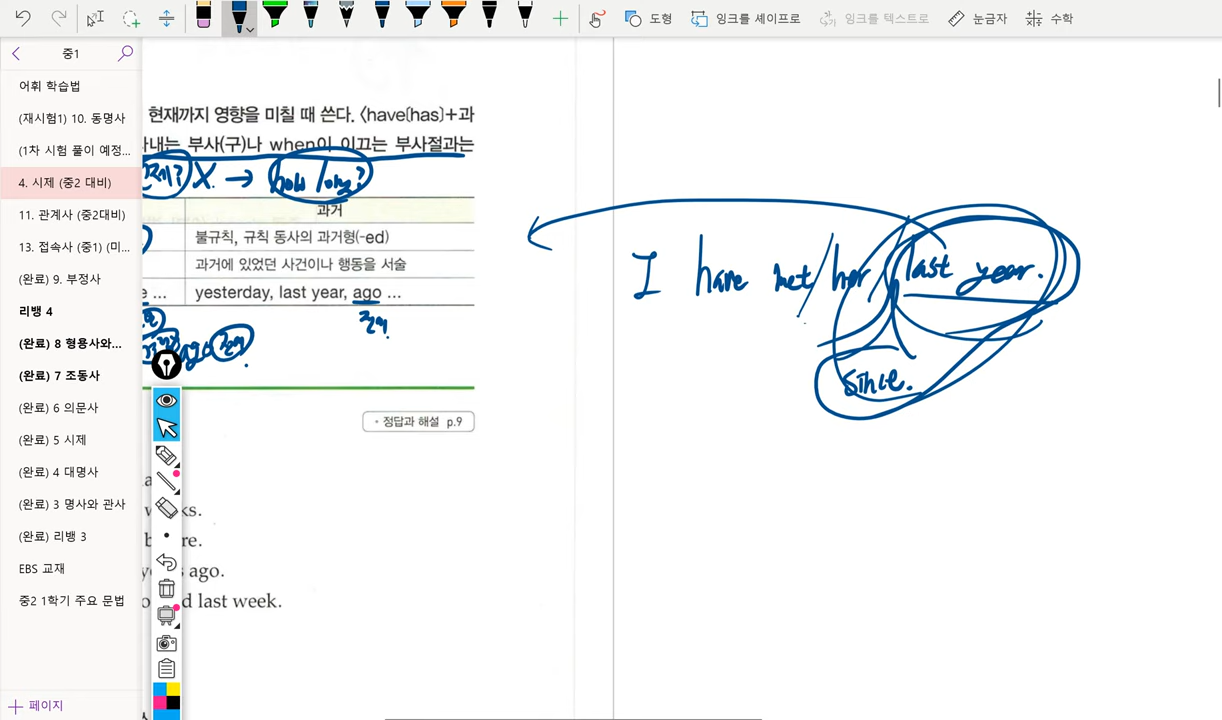 도형
잉크를 셰이프로
잉크를 텍스트로
눈금자
수학
중1
어휘 학습법
(재시험1) 10. 동명사
(1차 시험 풀이 예정...
4. 시제 (중2 대비)
11. 관계사 (중2대비)
13. 접속사 (중1) (미...
(완료) 9. 부정사
리뱅 4
(완료) 8 형용사와...
(완료) 7 조동사
(완료) 6 의문사
(완료) 5 시제
(완료) 4 대명사
(완료) 3 명사와 관사
(완료) 리뱅 3
EBS 교재
중2 1학기 주요 문법
페이지
현재까지 영향을 미칠 때 쓴다. 〈have[has]+과
내는 부사(구)나 when이 이끄는 부사절과는
X. → how long?
과거
불규칙, 규칙 동사의 과거형(-ed)
과거에 있었던 사건이나 행동을 서술
e ... yesterday, last year, ago ...
전에.
ago 전에.
• 정답과 해설 p.9
ks.
re.
ago.
d last week.
I have met/her last year.
since.